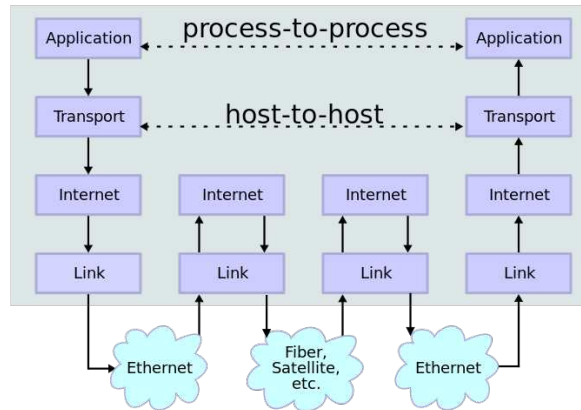 Application
process-to-process
Application
Transport
host-to-host
Transport
Internet
Internet
Internet
Internet
Link
Link
Link
Link
Ethernet
Fiber,
Satellite,
etc.
Ethernet